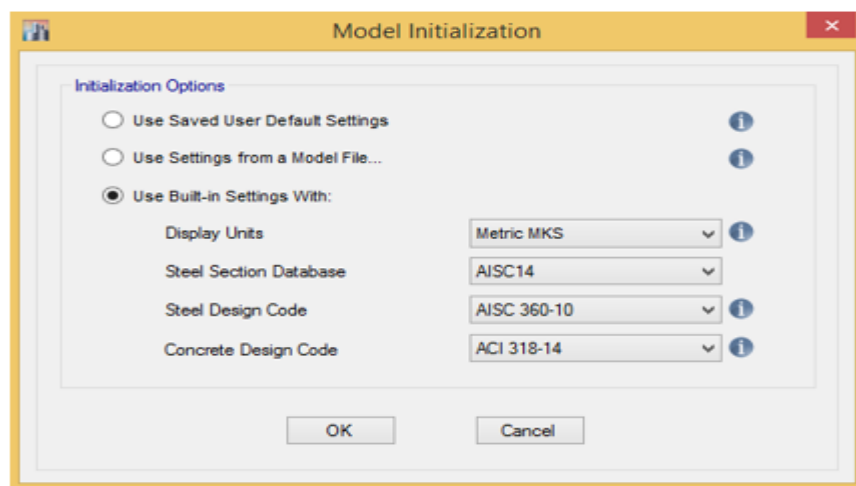 Model Initialization
Initialization Options
Use Saved User Default Settings
Use Settings from a Model File...
Use Built-in Settings With:
Display Units Metric MKS
Steel Section Database AISC14
Steel Design Code AISC 360-10
Concrete Design Code ACI 318-14
OK Cancel